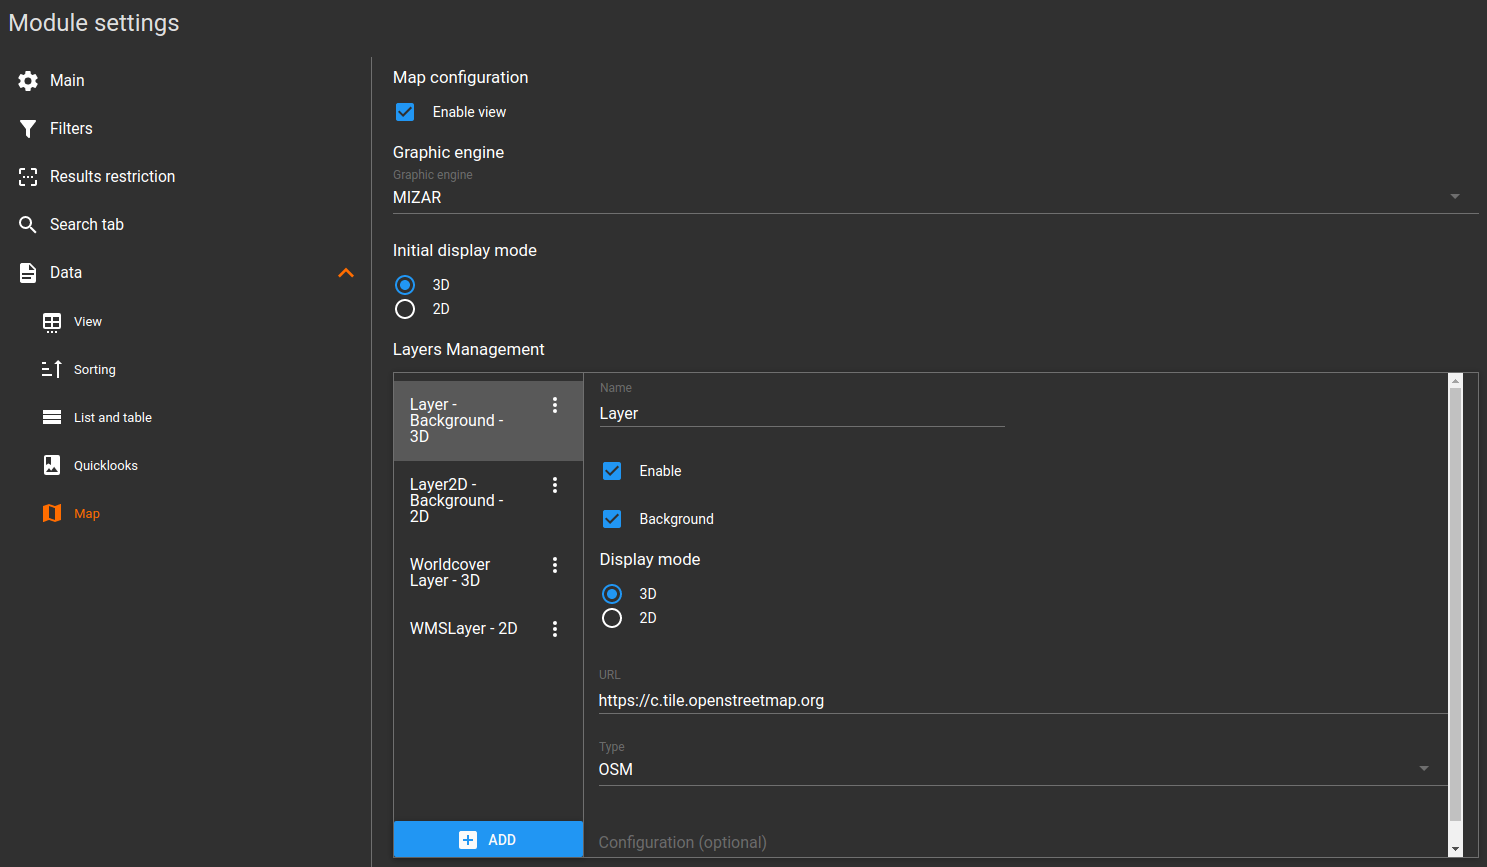 Module settings
Main
Filters
Results restriction
Search tab
Data
View
Sorting
List and table
Quicklooks
Map
Map configuration
Enable view
Graphic engine
Graphic engine
MIZAR
Initial display mode
3D
2D
Layers Management
Layer -
Background -
3D
Layer2D -
Background -
2D
Worldcover
Layer - 3D
WMSLayer - 2D
ADD
Name
Layer
Enable
Background
Display mode
3D
2D
URL
https://c.tile.openstreetmap.org
Type
OSM
Configuration (optional)